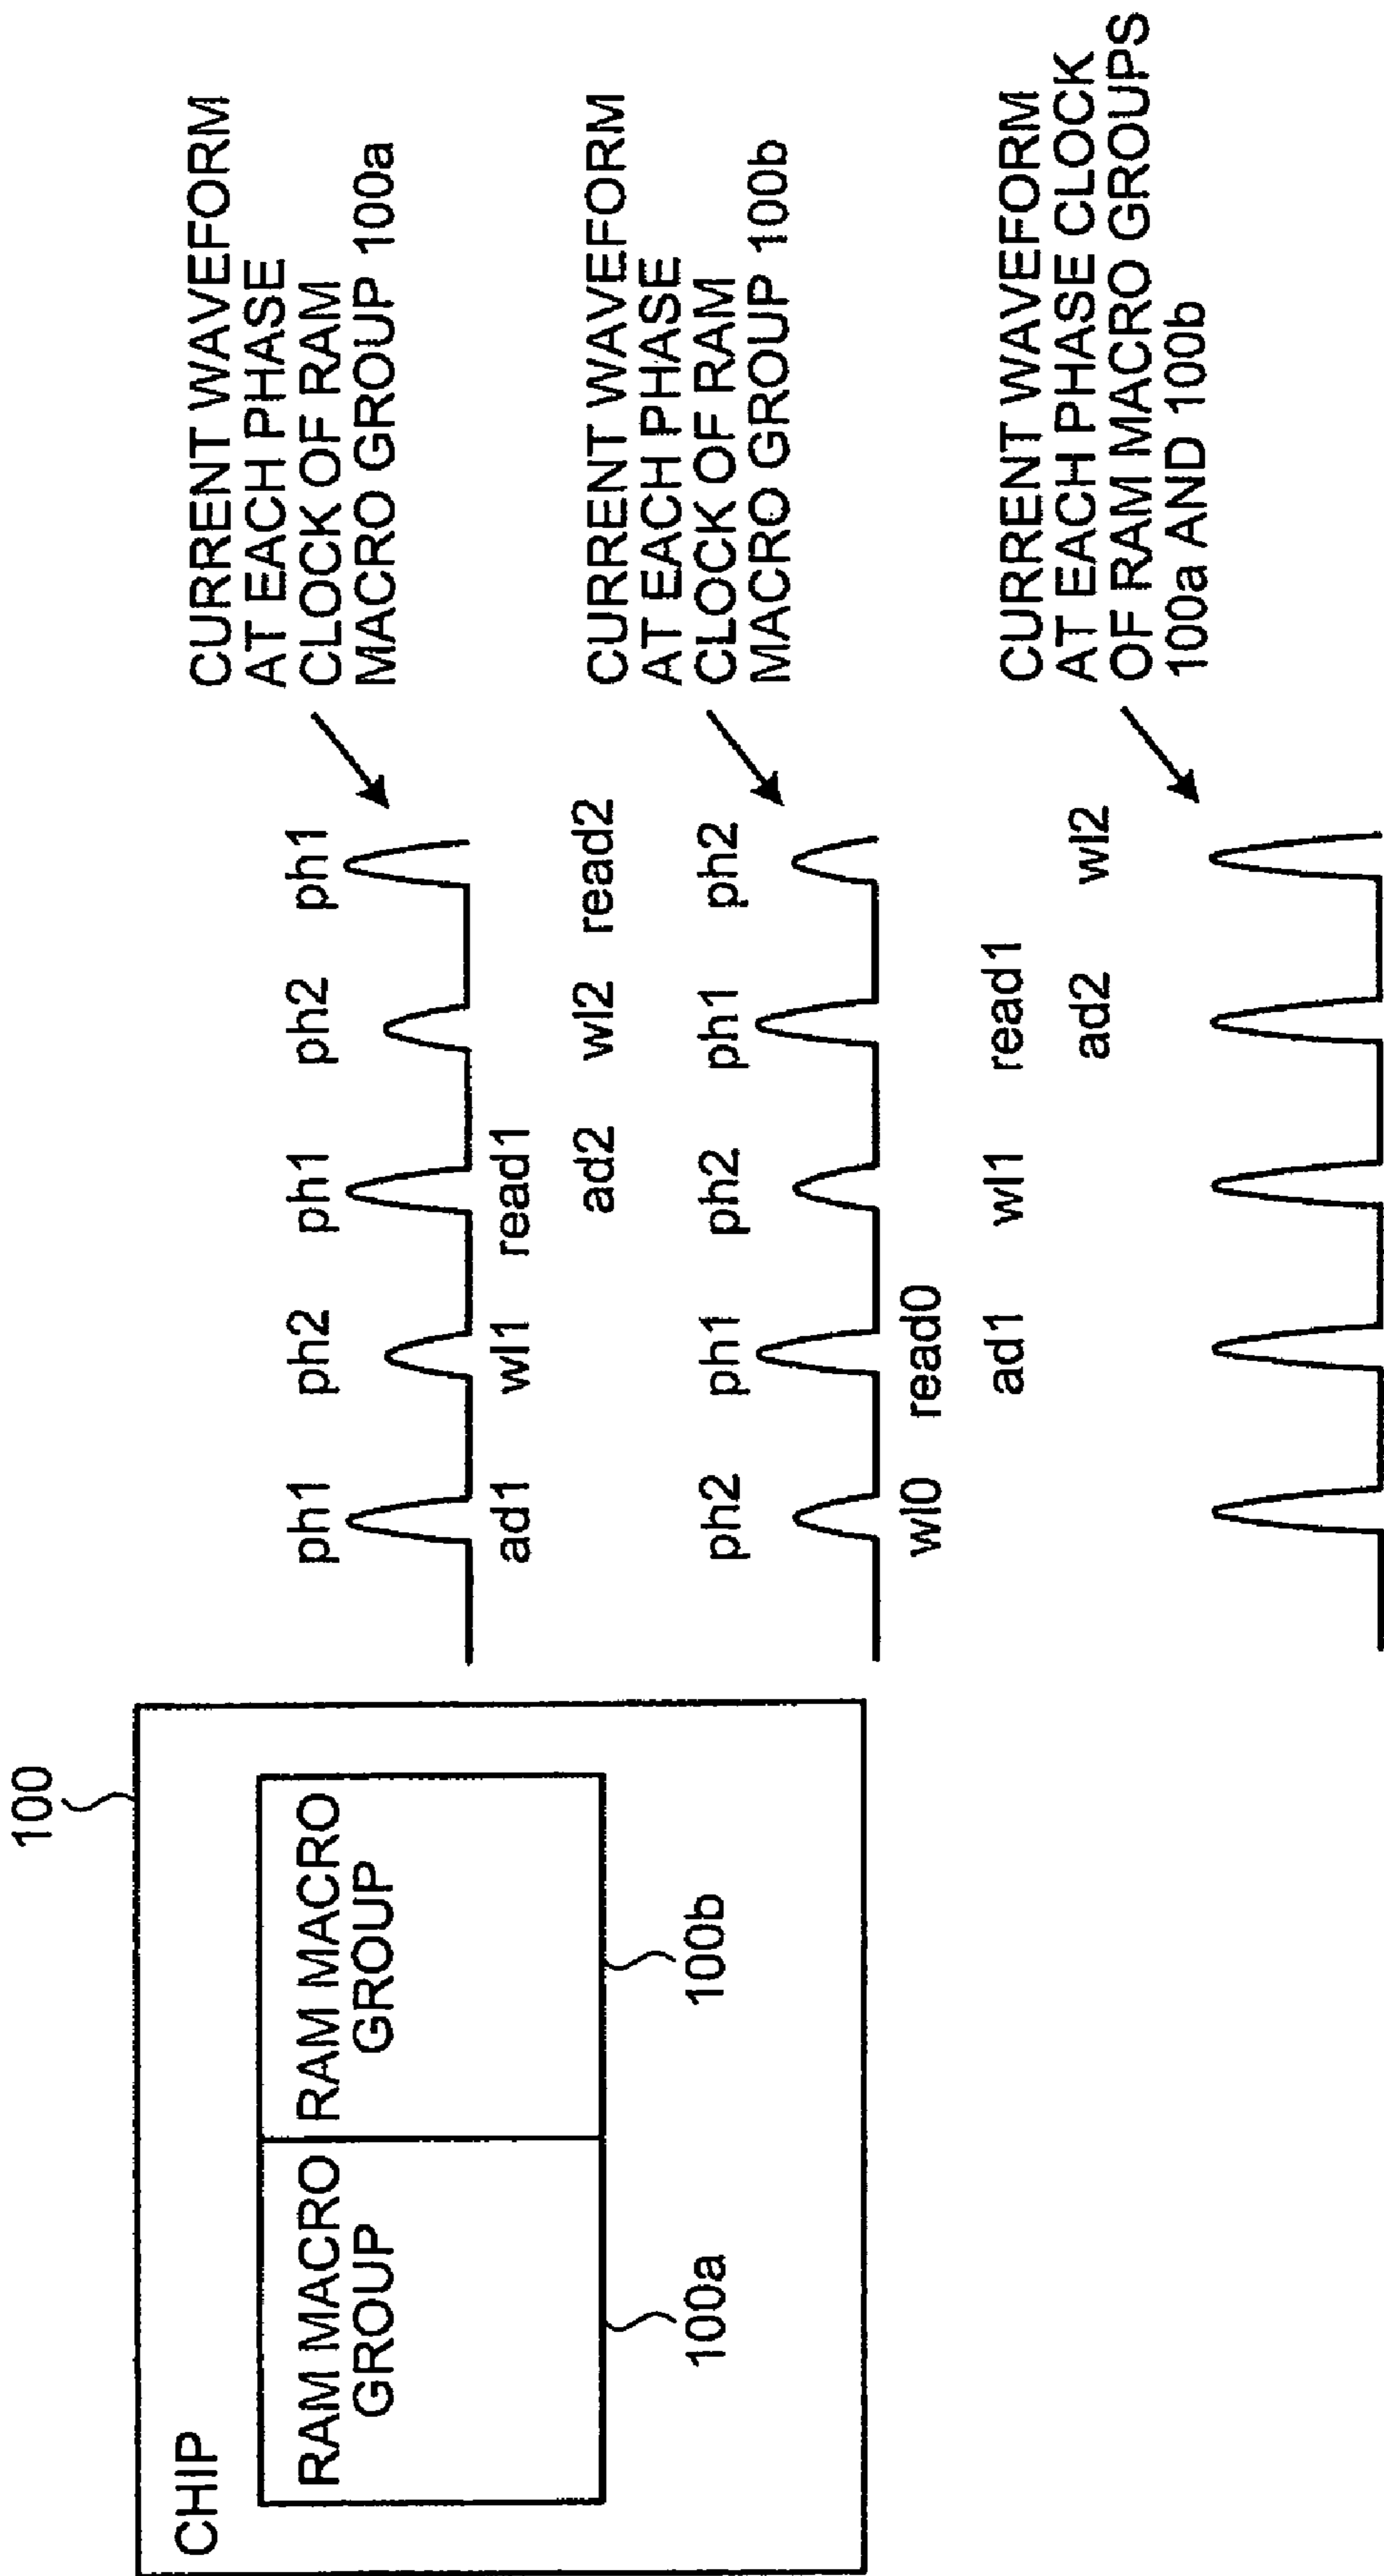 100
CHIP
RAM MACRO
GROUP
RAM MACRO
GROUP
100a
100b
ph1 ph2 ph1 ph2 ph1
CURRENT WAVEFORM
AT EACH PHASE
CLOCK OF RAM
MACRO GROUP 100a
ad1 wl1 read1
ad2 wl2 read2
ph2 ph1 ph2 ph1 ph2
CURRENT WAVEFORM
AT EACH PHASE
CLOCK OF RAM
MACRO GROUP 100b
wl0 read0
ad1 wl1 read1
ad2 wl2
CURRENT WAVEFORM
AT EACH PHASE CLOCK
OF RAM MACRO GROUPS
100a AND 100b